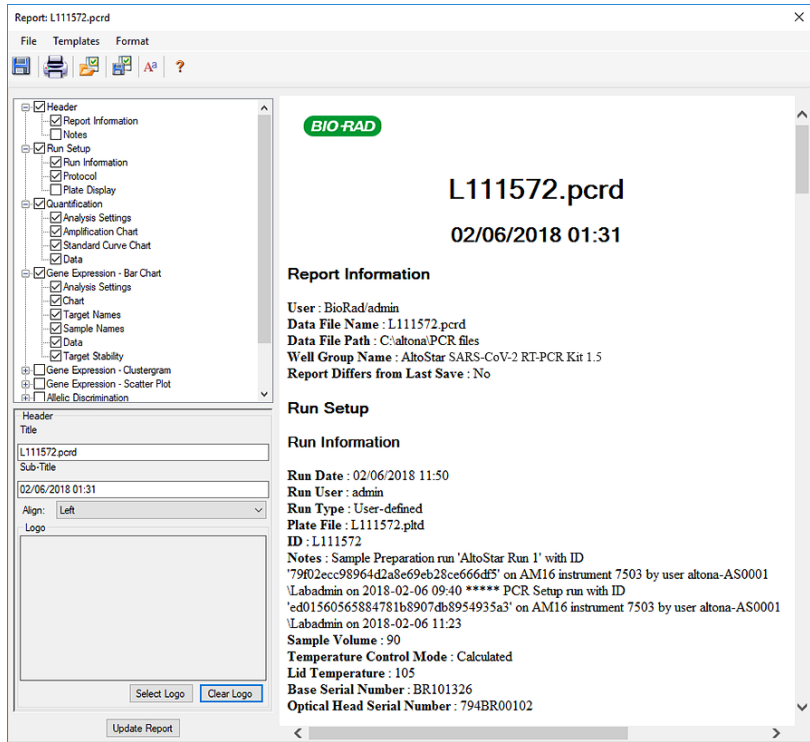 Report: L111572.pcrd
File Templates Format
Aa ?
Header
Report Information
Notes
Run Setup
Run Information
Protocol
Plate Display
Quantification
Analysis Settings
Amplification Chart
Standard Curve Chart
Data
Gene Expression - Bar Chart
Analysis Settings
Chart
Target Names
Sample Names
Data
Target Stability
Gene Expression - Clustergram
Gene Expression - Scatter Plot
Allelic Discrimination
Header
Title
L111572.pcrd
Sub-Title
02/06/2018 01:31
Align: Left
Logo
Select Logo Clear Logo
Update Report
BIO-RAD
L111572.pcrd
02/06/2018 01:31
Report Information
User : BioRad/admin
Data File Name : L111572.pcrd
Data File Path : C:\altona\PCR files
Well Group Name : AltoStar SARS-CoV-2 RT-PCR Kit 1.5
Report Differs from Last Save : No
Run Setup
Run Information
Run Date : 02/06/2018 11:50
Run User : admin
Run Type : User-defined
Plate File : L111572.pltd
ID : L111572
Notes : Sample Preparation run 'AltoStar Run 1' with ID
'79f02ecc98964d2a8e69eb28ce666df5' on AM16 instrument 7503 by user altona-AS0001
\Labadmin on 2018-02-06 09:40 ***** PCR Setup run with ID
'ed01560565884781b8907db8954935a3' on AM16 instrument 7503 by user altona-AS0001
\Labadmin on 2018-02-06 11:23
Sample Volume : 90
Temperature Control Mode : Calculated
Lid Temperature : 105
Base Serial Number : BR101326
Optical Head Serial Number : 794BR00102